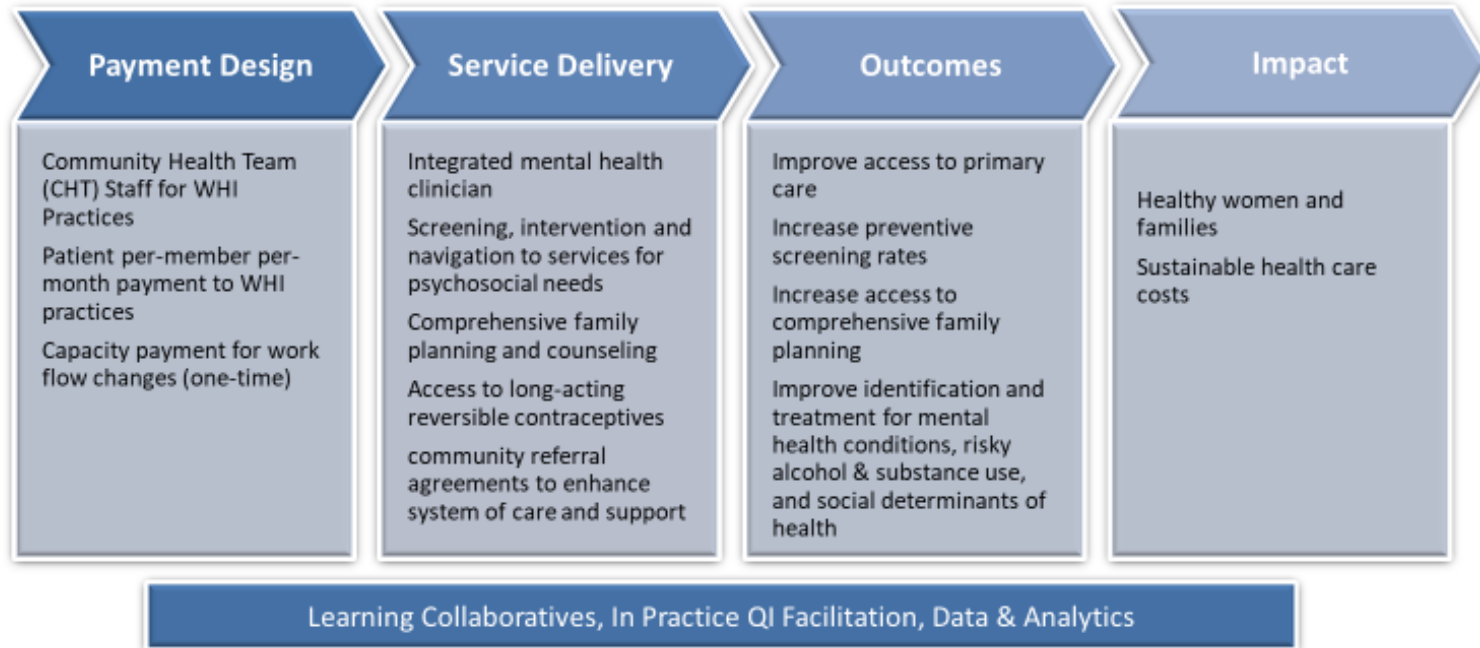 Payment Design
Community Health Team
(CHT) Staff for WHI
Practices
Patient per-member per-
month payment to WHI
practices
Capacity payment for work
flow changes (one-time)
Service Delivery
Integrated mental health
clinician
Screening, intervention and
navigation to services for
psychosocial needs
Comprehensive family
planning and counseling
Access to long-acting
reversible contraceptives
community referral
agreements to enhance
system of care and support
Outcomes
Improve access to primary
care
Increase preventive
screening rates
Increase access to
comprehensive family
planning
Improve identification and
treatment for mental
health conditions, risky
alcohol & substance use,
and social determinants of
health
Impact
Healthy women and
families
Sustainable health care
costs
Learning Collaboratives, In Practice QI Facilitation, Data & Analytics